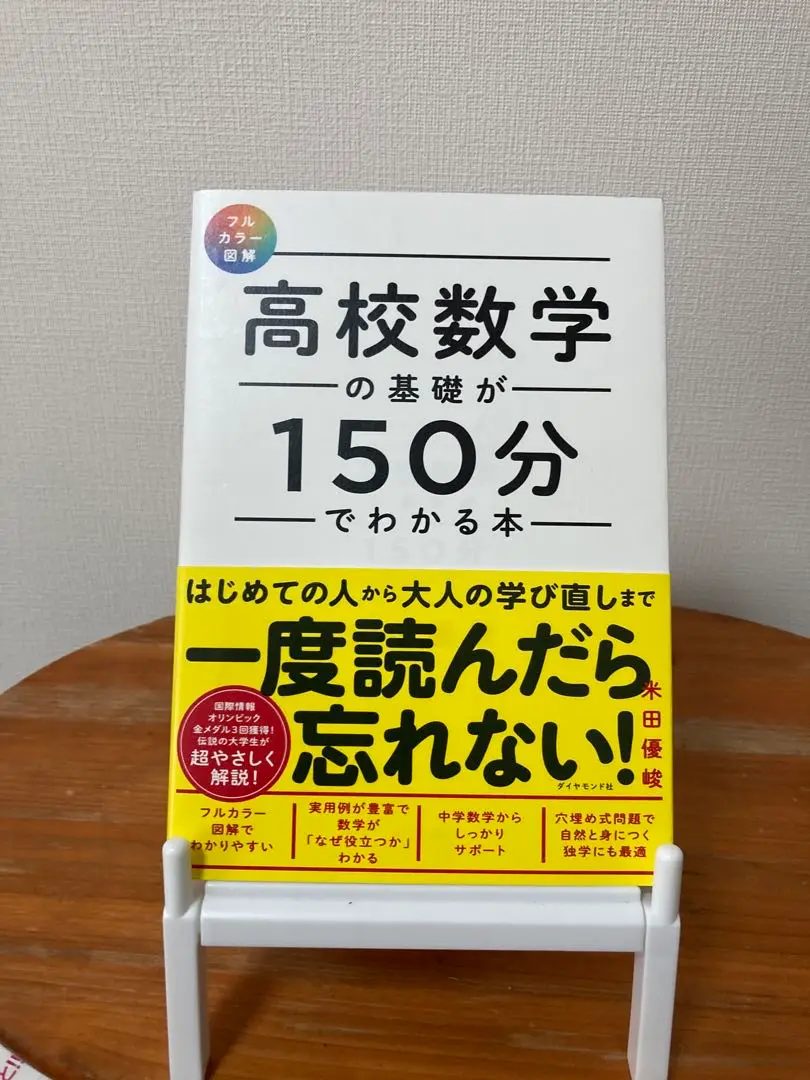 フル
カラー
図解
高校数学
の基礎が
150分
でわかる本
はじめての人から大人の学び直しまで
一度読んだら
忘れない!
米田優峻
国際情報
オリンピック
金メダル3回獲得!
伝説の大学生が
超やさしく
解説!
ダイヤモンド社
フルカラー
図解で
わかりやすい
実用例が豊富で
数学が
「なぜ役立つか」
わかる
中学数学から
しっかり
サポート
穴埋め式問題で
自然と身につく
独学にも最適